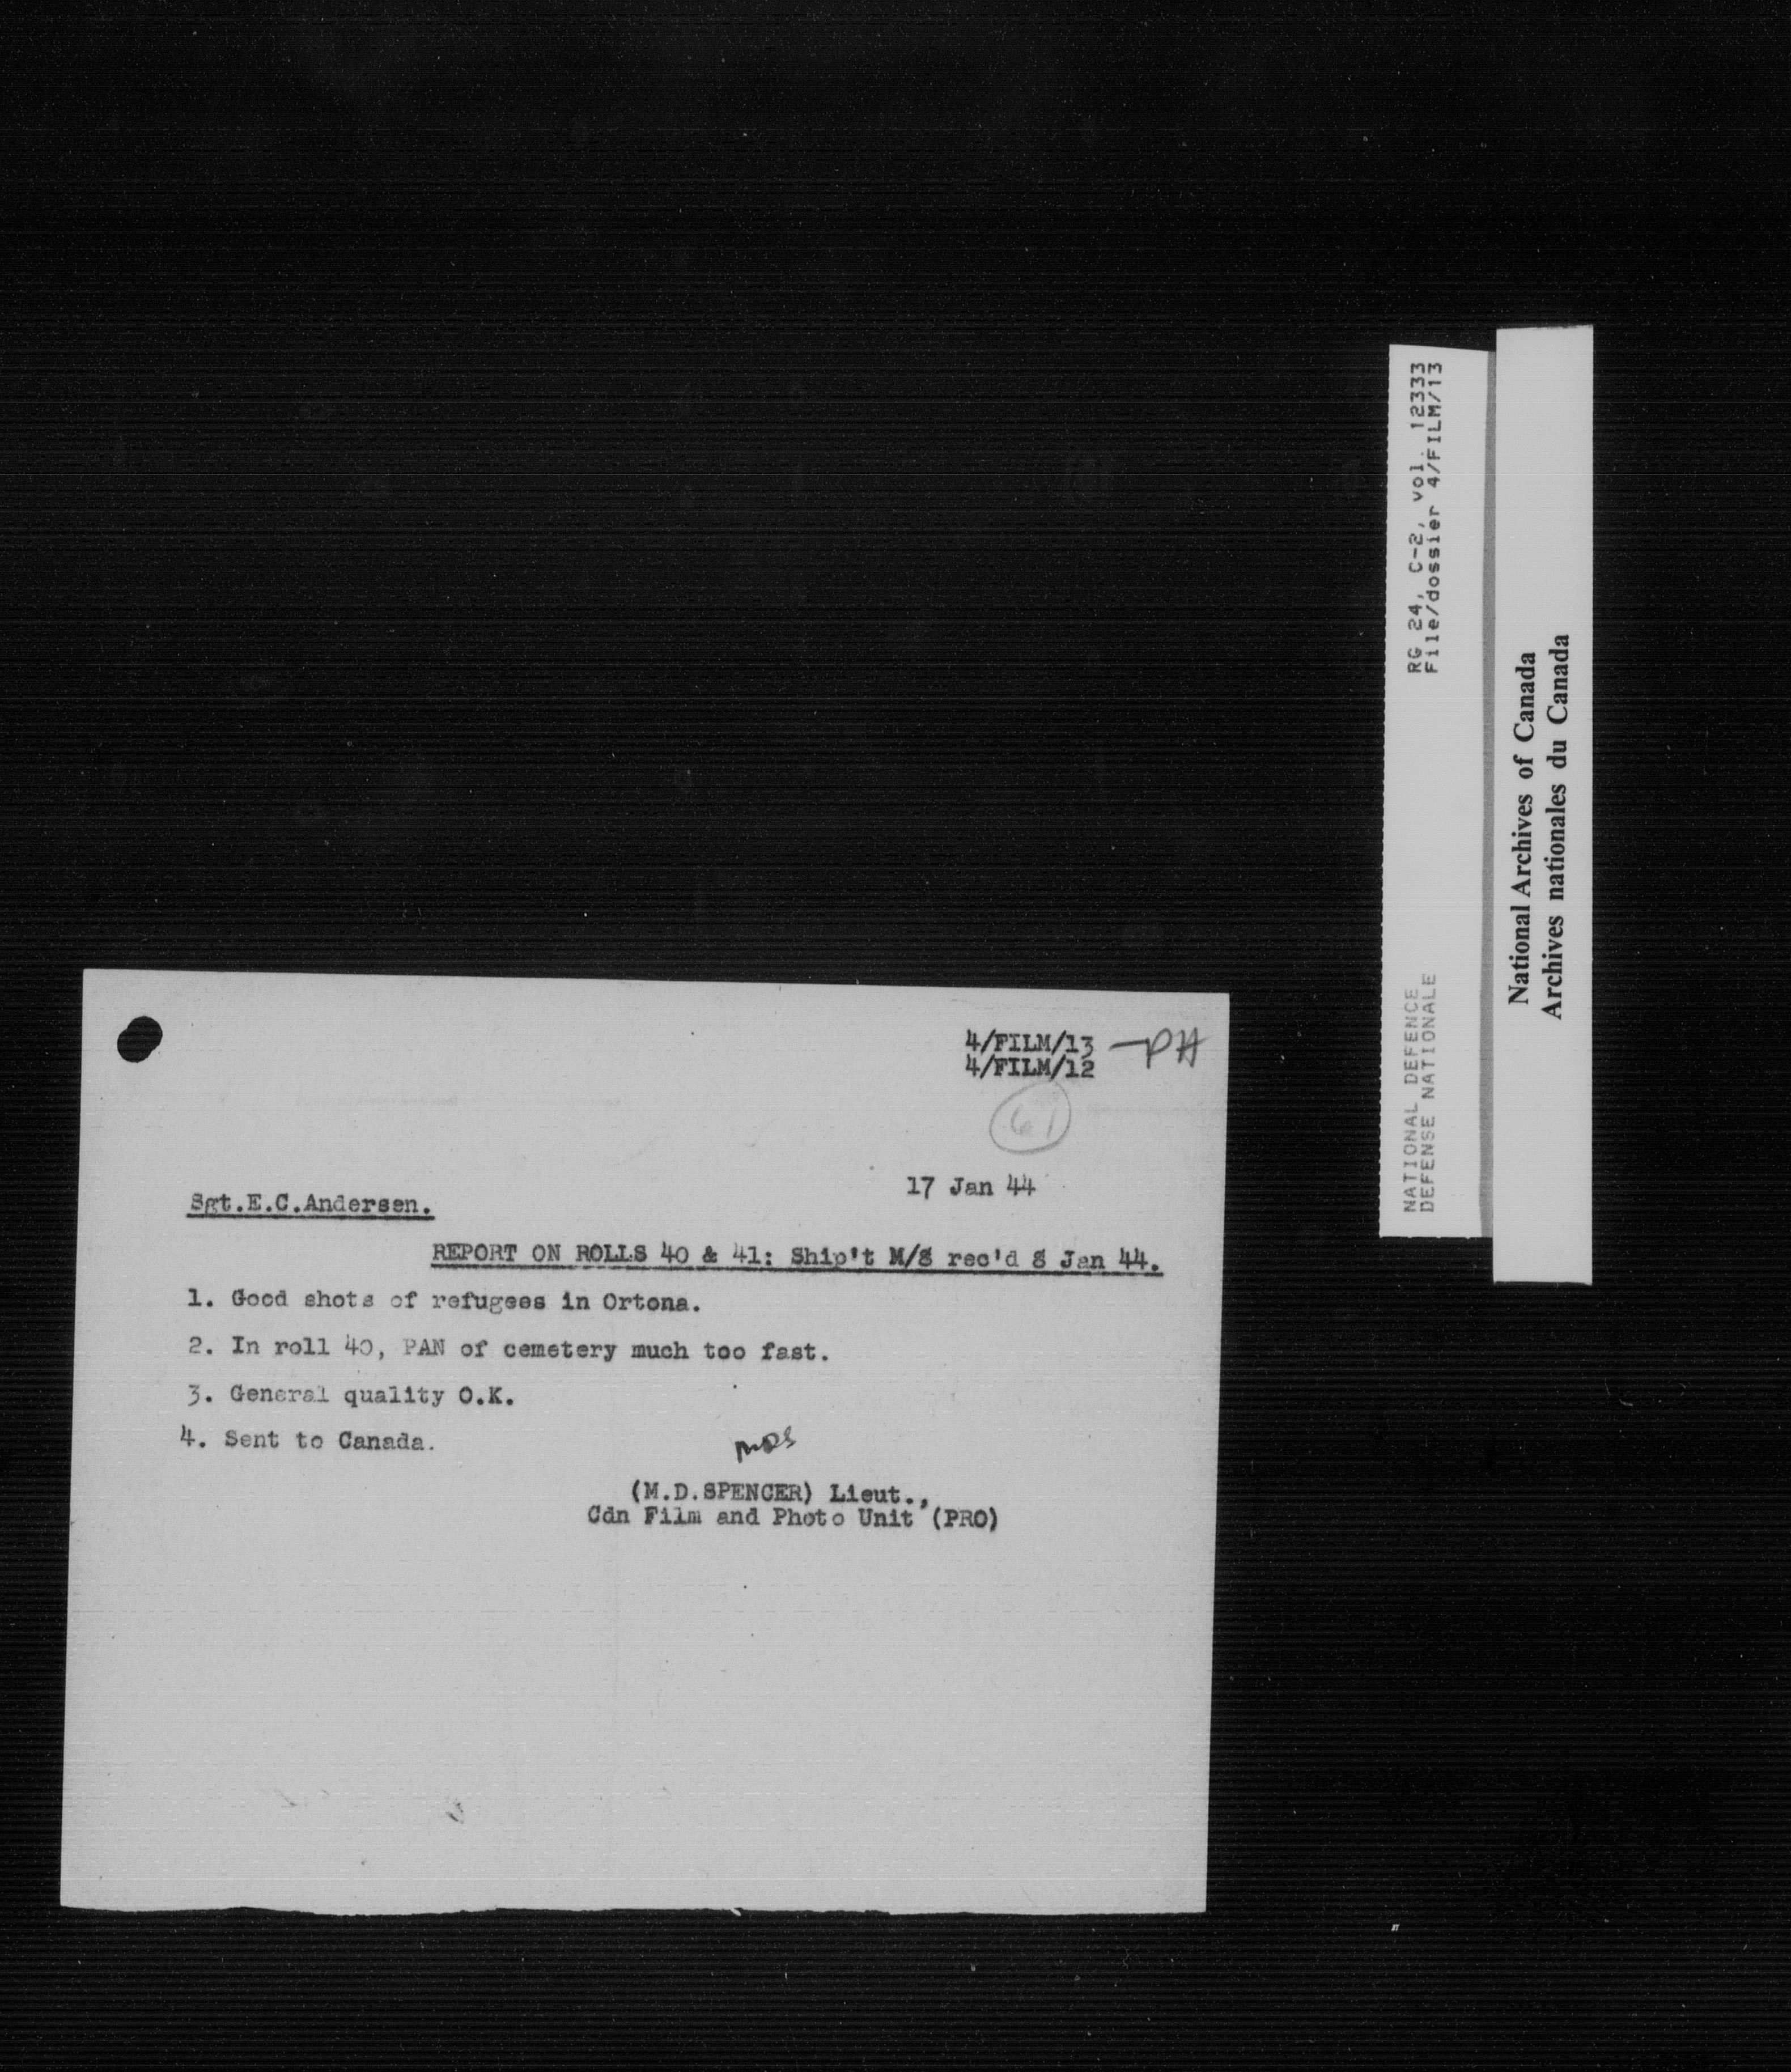 4/FILM/13
4/FILM/12
61
17 Jan 44
Sgt.E.C.Andersen.
REPORT ON ROLLS 40 & 41: Ship't M/8 rec'd 8 Jan 44.
1. Good shots of refugees in Ortona.
2. In roll 40, PAN of cemetery much too fast.
3. General quality O.K.
4. Sent to Canada.
MDS
(M.D.SPENCER) Lieut.,
Cdn Film and Photo Unit (PRO)
RG 24, C-2, vol. 12333
File/dossier 4/FILM/13
NATIONAL DEFENCE
DEFENSE NATIONALE
National Archives of Canada
Archives nationales du Canada